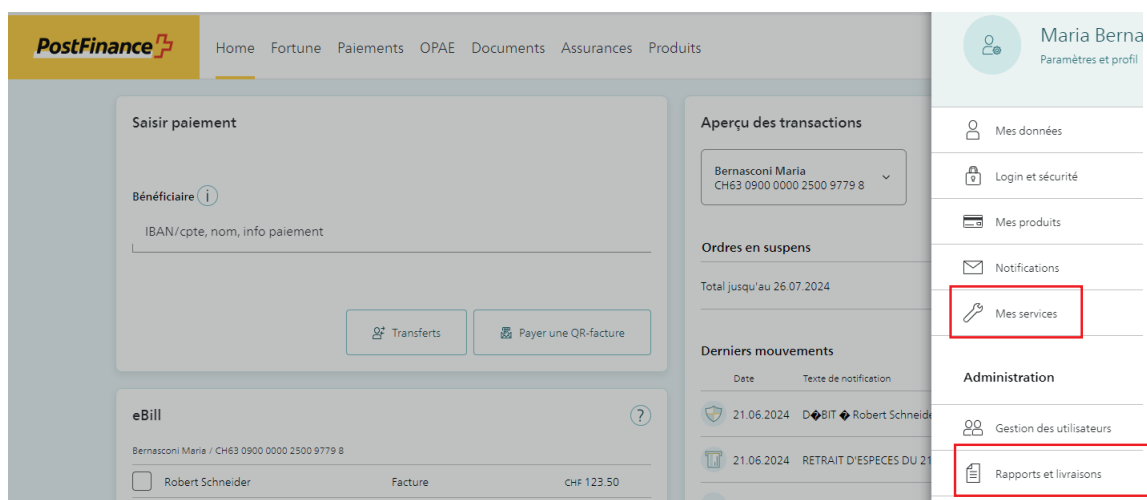 PostFinance
Home Fortune Paiements OPAE Documents Assurances Produits
Saisir paiement
Bénéficiaire i
IBAN/cpte, nom, info paiement
Transferts
Payer une QR-facture
eBill ?
Bernasconi Maria / CH63 0900 0000 2500 9779 8
Robert Schneider Facture CHF 123.50
Aperçu des transactions
Bernasconi Maria
CH63 0900 0000 2500 9779 8
Ordres en suspens
Total jusqu'au 26.07.2024
Derniers mouvements
Date Texte de notification
21.06.2024 D�BIT � Robert Schneide
21.06.2024 RETRAIT D'ESPECES DU 21
Maria Berna
Paramètres et profil
Mes données
Login et sécurité
Mes produits
Notifications
Mes services
Administration
Gestion des utilisateurs
Rapports et livraisons